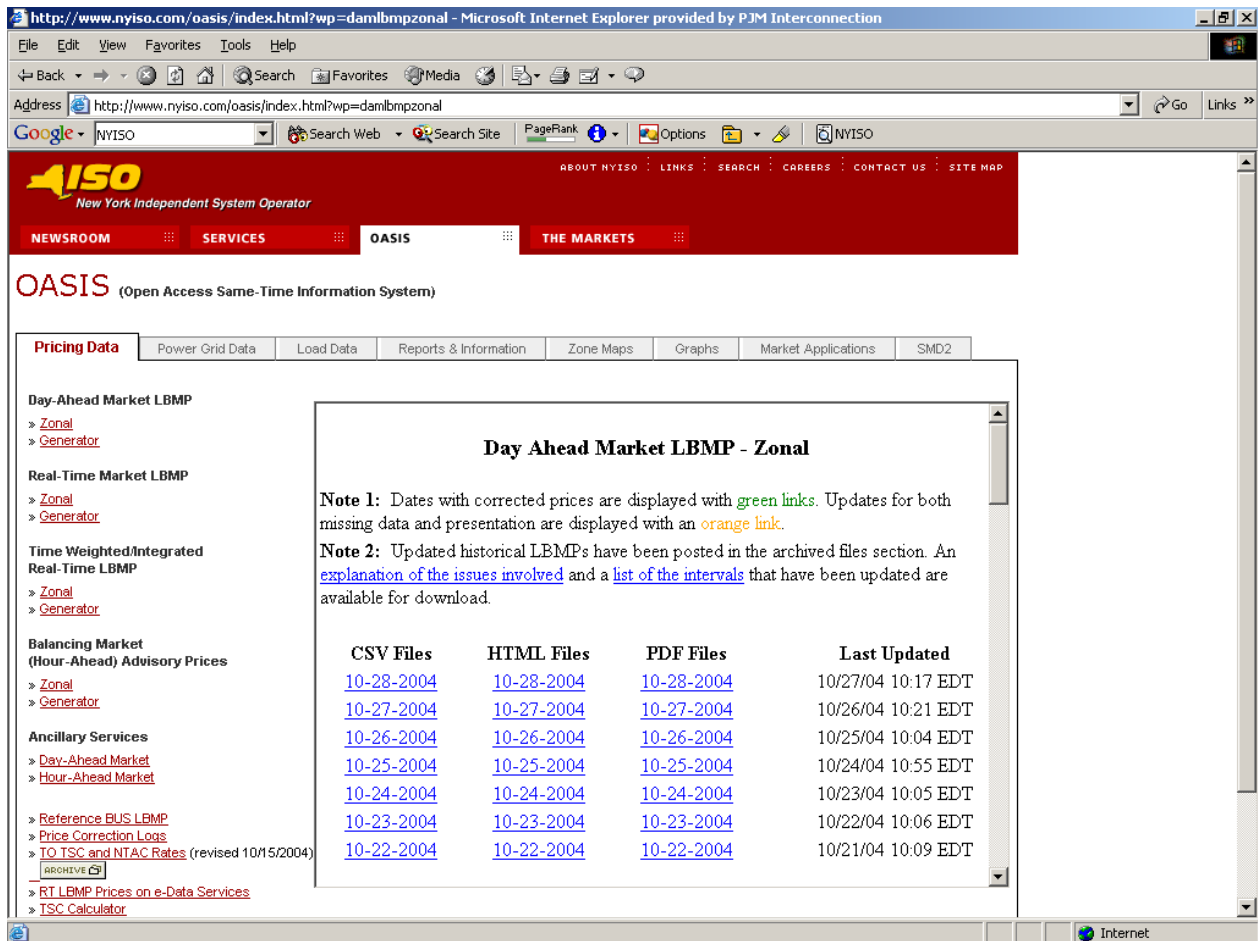 http://www.nyiso.com/oasis/index.html?wp=damlbmpzonal - Microsoft Internet Explorer provided by PJM Interconnection
File Edit View Favorites Tools Help
Back Search Favorites Media
Address http://www.nyiso.com/oasis/index.html?wp=damlbmpzonal Go Links »
Google NYISO Search Web Search Site PageRank Options NYISO
ISO
New York Independent System Operator
ABOUT NYISO LINKS SEARCH CAREERS CONTACT US SITE MAP
NEWSROOM SERVICES OASIS THE MARKETS
OASIS (Open Access Same-Time Information System)
Pricing Data Power Grid Data Load Data Reports & Information Zone Maps Graphs Market Applications SMD2
Day-Ahead Market LBMP
» Zonal
» Generator
Real-Time Market LBMP
» Zonal
» Generator
Time Weighted/Integrated
Real-Time LBMP
» Zonal
» Generator
Balancing Market
(Hour-Ahead) Advisory Prices
» Zonal
» Generator
Ancillary Services
» Day-Ahead Market
» Hour-Ahead Market
» Reference BUS LBMP
» Price Correction Logs
» TO TSC and NTAC Rates (revised 10/15/2004)
ARCHIVE
» RT LBMP Prices on e-Data Services
» TSC Calculator
Day Ahead Market LBMP - Zonal
Note 1: Dates with corrected prices are displayed with green links. Updates for both
missing data and presentation are displayed with an orange link.
Note 2: Updated historical LBMPs have been posted in the archived files section. An
explanation of the issues involved and a list of the intervals that have been updated are
available for download.
CSV Files HTML Files PDF Files Last Updated
10-28-2004 10-28-2004 10-28-2004 10/27/04 10:17 EDT
10-27-2004 10-27-2004 10-27-2004 10/26/04 10:21 EDT
10-26-2004 10-26-2004 10-26-2004 10/25/04 10:04 EDT
10-25-2004 10-25-2004 10-25-2004 10/24/04 10:55 EDT
10-24-2004 10-24-2004 10-24-2004 10/23/04 10:05 EDT
10-23-2004 10-23-2004 10-23-2004 10/22/04 10:06 EDT
10-22-2004 10-22-2004 10-22-2004 10/21/04 10:09 EDT
Internet